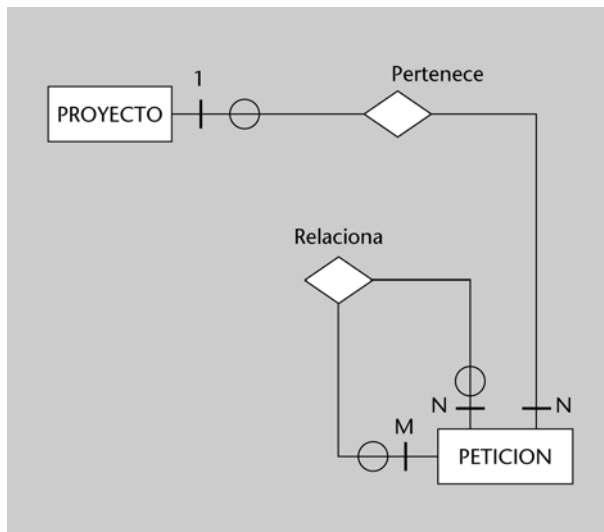 1
Pertenece
PROYECTO
Relaciona
N
N
M
PETICION